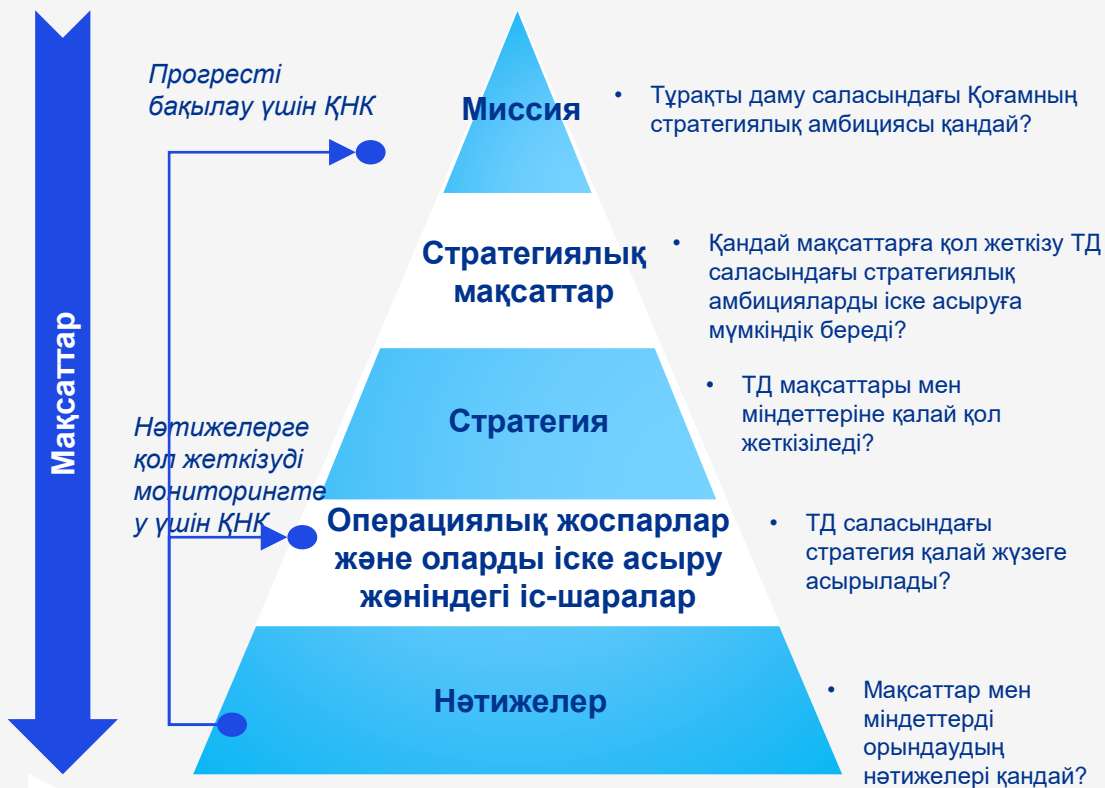 Мақсаттар
Прогресті
бақылау үшін ҚНК
Миссия
• Тұрақты даму саласындағы Қоғамның
стратегиялық амбициясы қандай?
Стратегиялық
мақсаттар
• Қандай мақсаттарға қол жеткізу ТД
саласындағы стратегиялық
амбицияларды іске асыруға
мүмкіндік береді?
Стратегия
• ТД мақсаттары мен
міндеттеріне қалай қол
жеткізіледі?
Нәтижелерге
қол жеткізуді
мониторингте
у үшін ҚНК
Операциялық жоспарлар
және оларды іске асыру
жөніндегі іс-шаралар
• ТД саласындағы
стратегия қалай жүзеге
асырылады?
Нәтижелер
• Мақсаттар мен
міндеттерді
орындаудың
нәтижелері қандай?